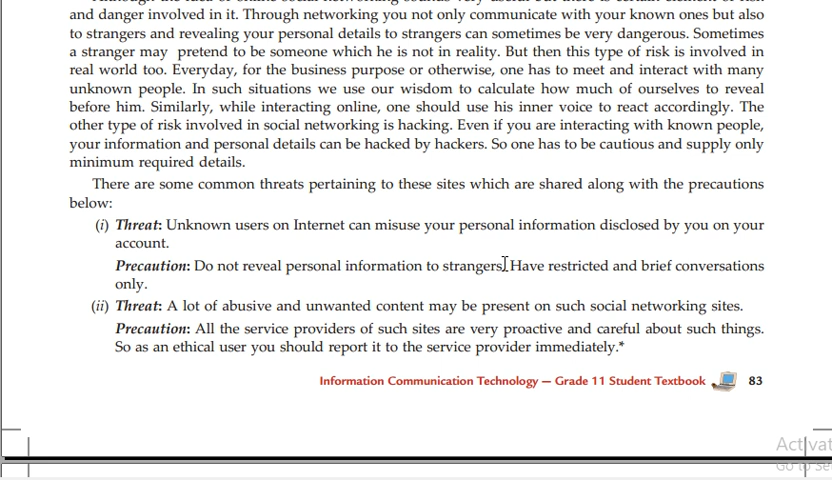 and danger involved in it. Through networking you not only communicate with your known ones but also
to strangers and revealing your personal details to strangers can sometimes be very dangerous. Sometimes
a stranger may pretend to be someone which he is not in reality. But then this type of risk is involved in
real world too. Everyday, for the business purpose or otherwise, one has to meet and interact with many
unknown people. In such situations we use our wisdom to calculate how much of ourselves to reveal
before him. Similarly, while interacting online, one should use his inner voice to react accordingly. The
other type of risk involved in social networking is hacking. Even if you are interacting with known people,
your information and personal details can be hacked by hackers. So one has to be cautious and supply only
minimum required details.
There are some common threats pertaining to these sites which are shared along with the precautions
below:
(i) Threat: Unknown users on Internet can misuse your personal information disclosed by you on your
account.
Precaution: Do not reveal personal information to strangers. Have restricted and brief conversations
only.
(ii) Threat: A lot of abusive and unwanted content may be present on such social networking sites.
Precaution: All the service providers of such sites are very proactive and careful about such things.
So as an ethical user you should report it to the service provider immediately.*
Information Communication Technology — Grade 11 Student Textbook 83